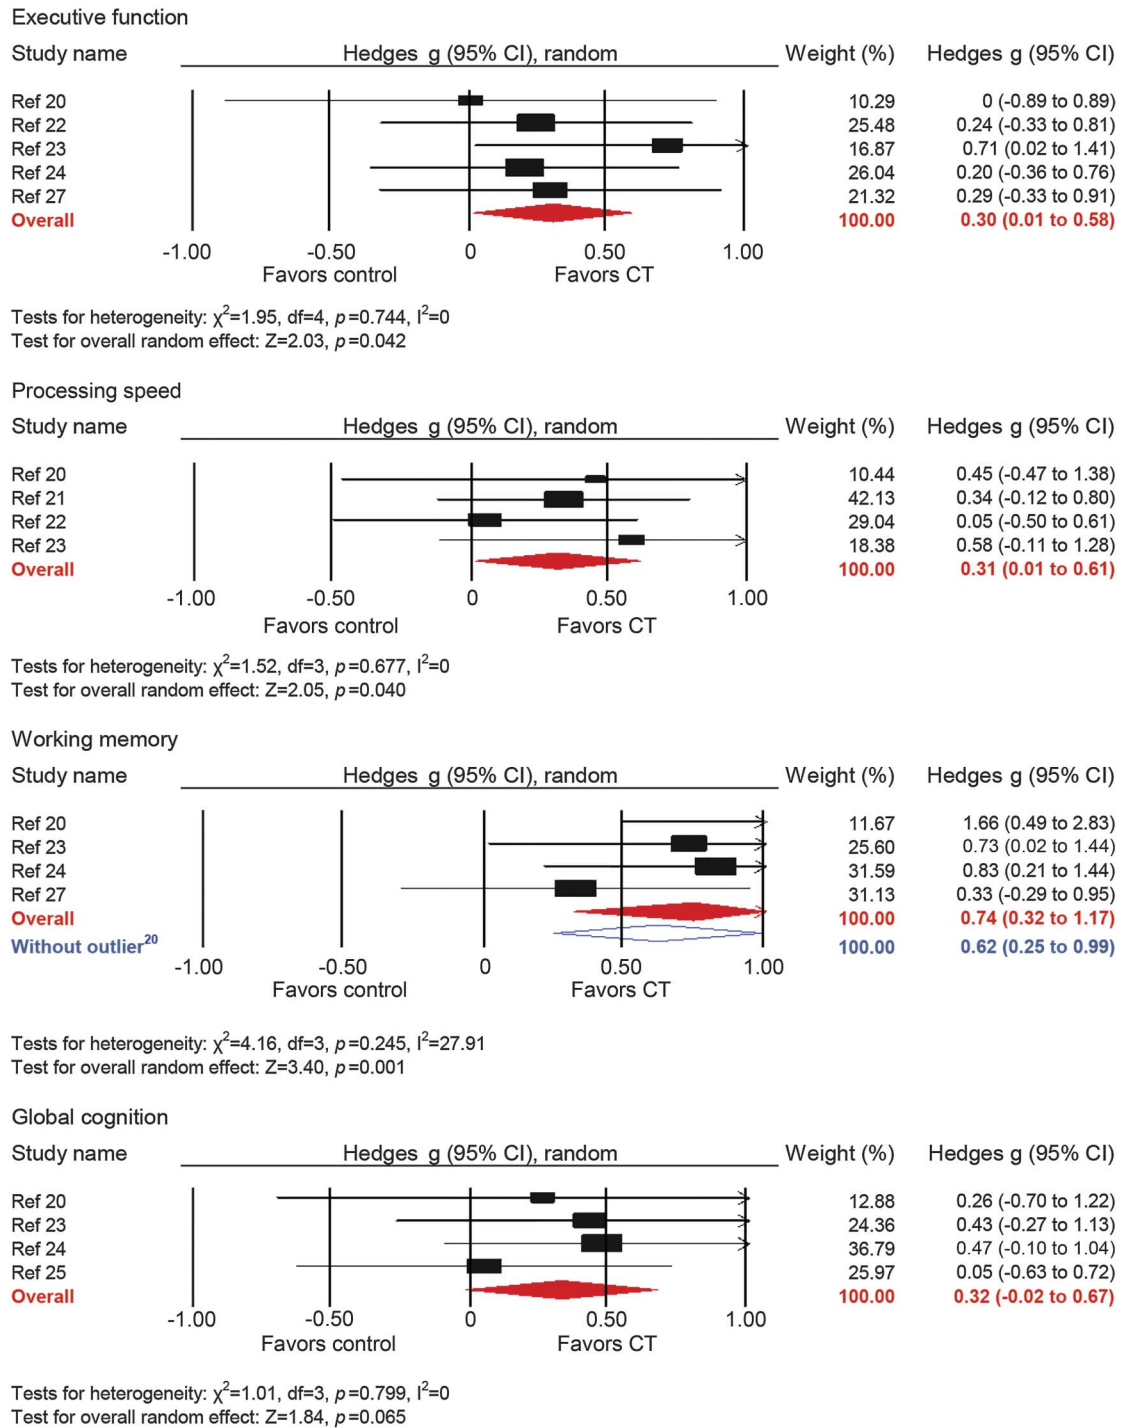 Executive function
Study name Hedges g (95% CI), random Weight (%) Hedges g (95% CI)
Ref 20 10.29 0 (-0.89 to 0.89)
Ref 22 25.48 0.24 (-0.33 to 0.81)
Ref 23 16.87 0.71 (0.02 to 1.41)
Ref 24 26.04 0.20 (-0.36 to 0.76)
Ref 27 21.32 0.29 (-0.33 to 0.91)
Overall 100.00 0.30 (0.01 to 0.58)
-1.00 -0.50 0 0.50 1.00
Favors control Favors CT
Tests for heterogeneity: χ²=1.95, df=4, p=0.744, I²=0
Test for overall random effect: Z=2.03, p=0.042
Processing speed
Study name Hedges g (95% CI), random Weight (%) Hedges g (95% CI)
Ref 20 10.44 0.45 (-0.47 to 1.38)
Ref 21 42.13 0.34 (-0.12 to 0.80)
Ref 22 29.04 0.05 (-0.50 to 0.61)
Ref 23 18.38 0.58 (-0.11 to 1.28)
Overall 100.00 0.31 (0.01 to 0.61)
-1.00 -0.50 0 0.50 1.00
Favors control Favors CT
Tests for heterogeneity: χ²=1.52, df=3, p=0.677, I²=0
Test for overall random effect: Z=2.05, p=0.040
Working memory
Study name Hedges g (95% CI), random Weight (%) Hedges g (95% CI)
Ref 20 11.67 1.66 (0.49 to 2.83)
Ref 23 25.60 0.73 (0.02 to 1.44)
Ref 24 31.59 0.83 (0.21 to 1.44)
Ref 27 31.13 0.33 (-0.29 to 0.95)
Overall 100.00 0.74 (0.32 to 1.17)
Without outlier²⁰ 100.00 0.62 (0.25 to 0.99)
-1.00 -0.50 0 0.50 1.00
Favors control Favors CT
Tests for heterogeneity: χ²=4.16, df=3, p=0.245, I²=27.91
Test for overall random effect: Z=3.40, p=0.001
Global cognition
Study name Hedges g (95% CI), random Weight (%) Hedges g (95% CI)
Ref 20 12.88 0.26 (-0.70 to 1.22)
Ref 23 24.36 0.43 (-0.27 to 1.13)
Ref 24 36.79 0.47 (-0.10 to 1.04)
Ref 25 25.97 0.05 (-0.63 to 0.72)
Overall 100.00 0.32 (-0.02 to 0.67)
-1.00 -0.50 0 0.50 1.00
Favors control Favors CT
Tests for heterogeneity: χ²=1.01, df=3, p=0.799, I²=0
Test for overall random effect: Z=1.84, p=0.065